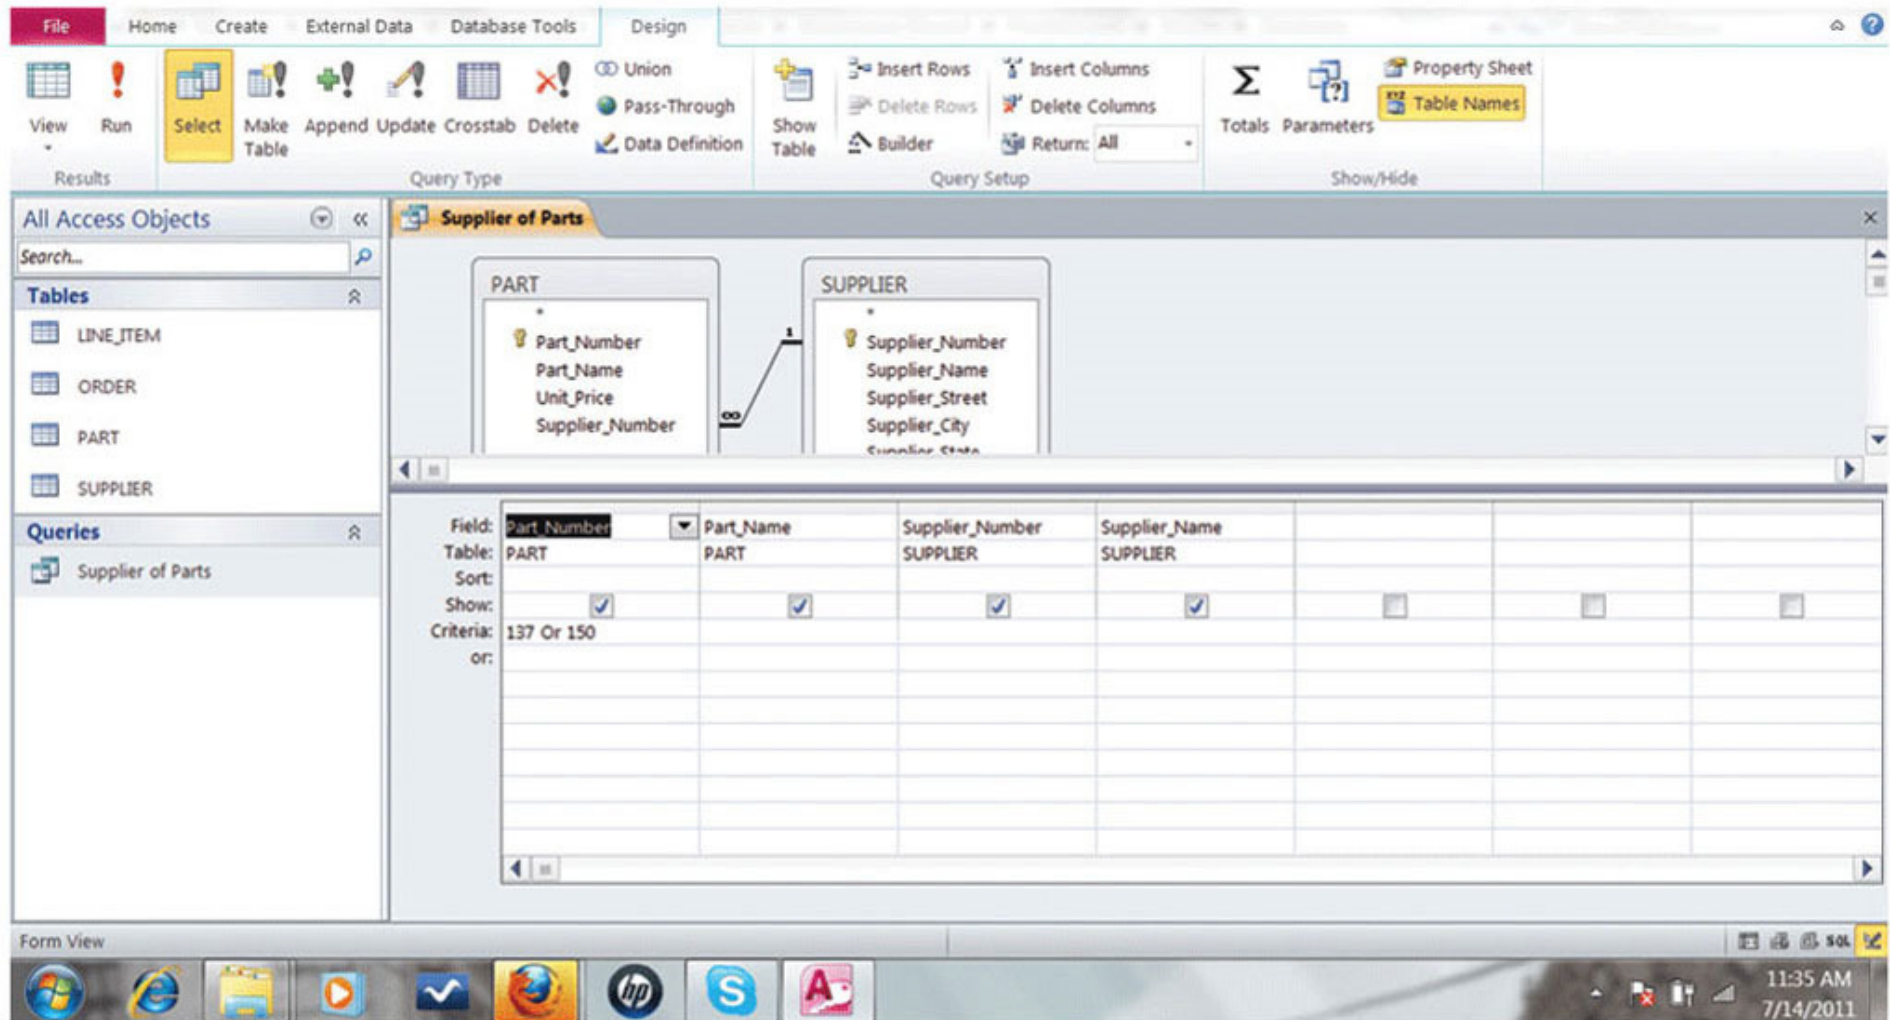 File Home Create External Data Database Tools Design
View Run Select Make Table Append Update Crosstab Delete
Union
Pass-Through
Data Definition
Show Table
Insert Rows
Delete Rows
Builder
Insert Columns
Delete Columns
Return: All
Totals Parameters
Property Sheet
Table Names
Results Query Type Query Setup Show/Hide
All Access Objects
Search...
Tables
LINE_ITEM
ORDER
PART
SUPPLIER
Queries
Supplier of Parts
Supplier of Parts
PART
*
Part_Number
Part_Name
Unit_Price
Supplier_Number
∞ 1
SUPPLIER
*
Supplier_Number
Supplier_Name
Supplier_Street
Supplier_City
Supplier_State
Field: Part_Number Part_Name Supplier_Number Supplier_Name
Table: PART PART SUPPLIER SUPPLIER
Sort:
Show:
Criteria: 137 Or 150
or:
Form View
SQL
hp
S
A
11:35 AM
7/14/2011